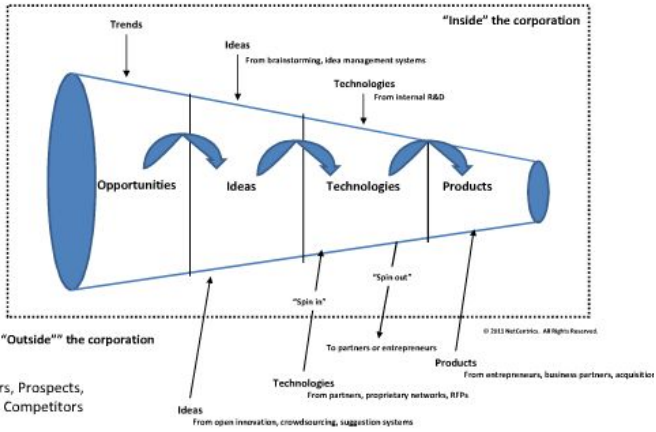 "Inside" the corporation
Trends
Ideas
From brainstorming, idea management systems
Technologies
From internal R&D
Opportunities
Ideas
Technologies
Products
"Spin in"
"Spin out"
© 2011 NetCentrics. All Rights Reserved.
"Outside"" the corporation
To partners or entrepreneurs
Products
From entrepreneurs, business partners, acquisition
Technologies
From partners, proprietary networks, RFPs
rs, Prospects,
Competitors
Ideas
From open innovation, crowdsourcing, suggestion systems